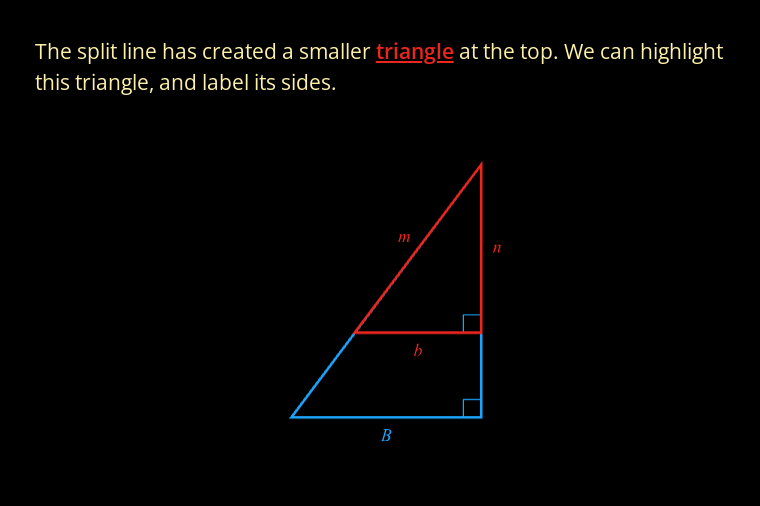 The split line has created a smaller triangle at the top. We can highlight
this triangle, and label its sides.
m
n
b
B